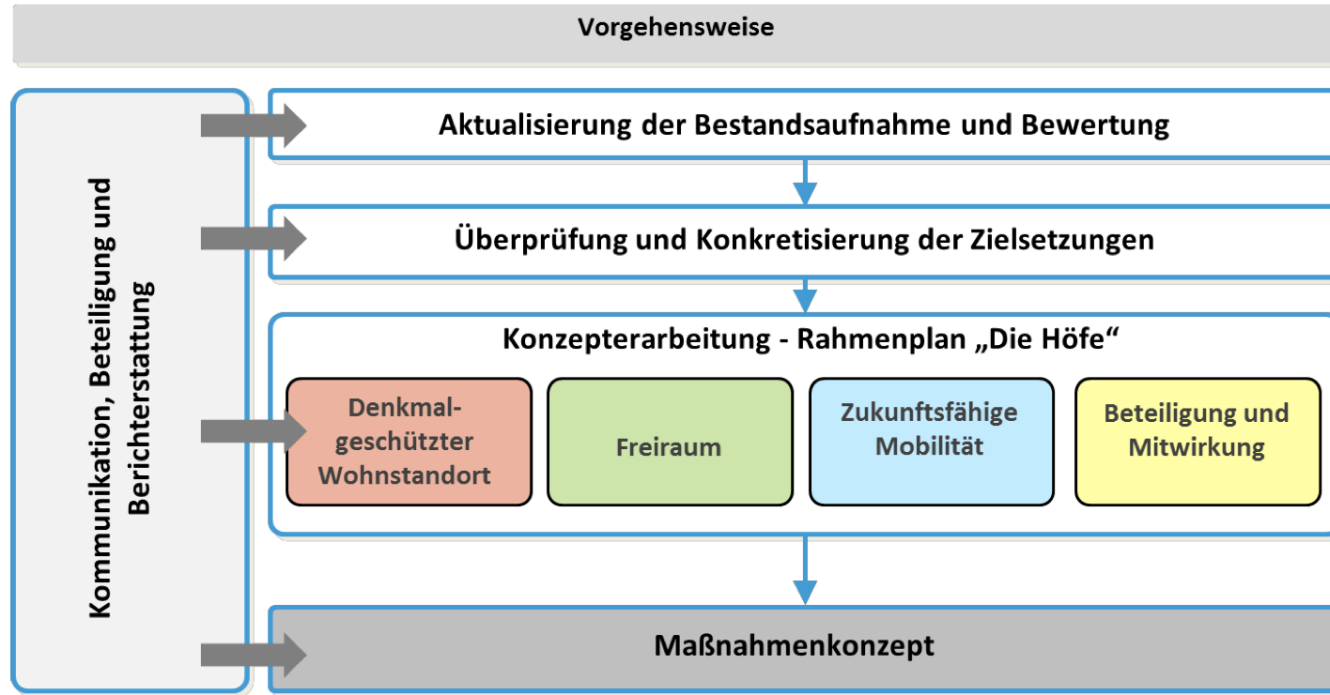 Vorgehensweise
Kommunikation, Beteiligung und
Berichterstattung
Aktualisierung der Bestandsaufnahme und Bewertung
Überprüfung und Konkretisierung der Zielsetzungen
Konzepterarbeitung - Rahmenplan „Die Höfe“
Denkmal-
geschützter
Wohnstandort
Freiraum
Zukunftsfähige
Mobilität
Beteiligung und
Mitwirkung
Maßnahmenkonzept